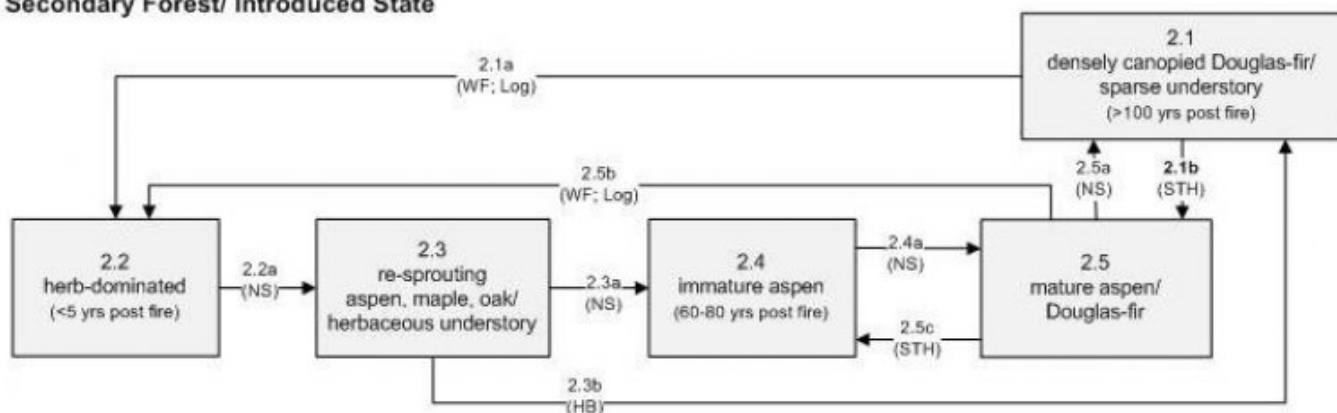 Secondary Forest/ Introduced State
2.1
densely canopied Douglas-fir/
sparse understory
(>100 yrs post fire)
2.1a
(WF; Log)
2.5b
(WF; Log)
2.5a
(NS)
2.1b
(STH)
2.2
herb-dominated
(<5 yrs post fire)
2.2a
(NS)
2.3
re-sprouting
aspen, maple, oak/
herbaceous understory
2.3a
(NS)
2.4
immature aspen
(60-80 yrs post fire)
2.4a
(NS)
2.5c
(STH)
2.5
mature aspen/
Douglas-fir
2.3b
(HB)